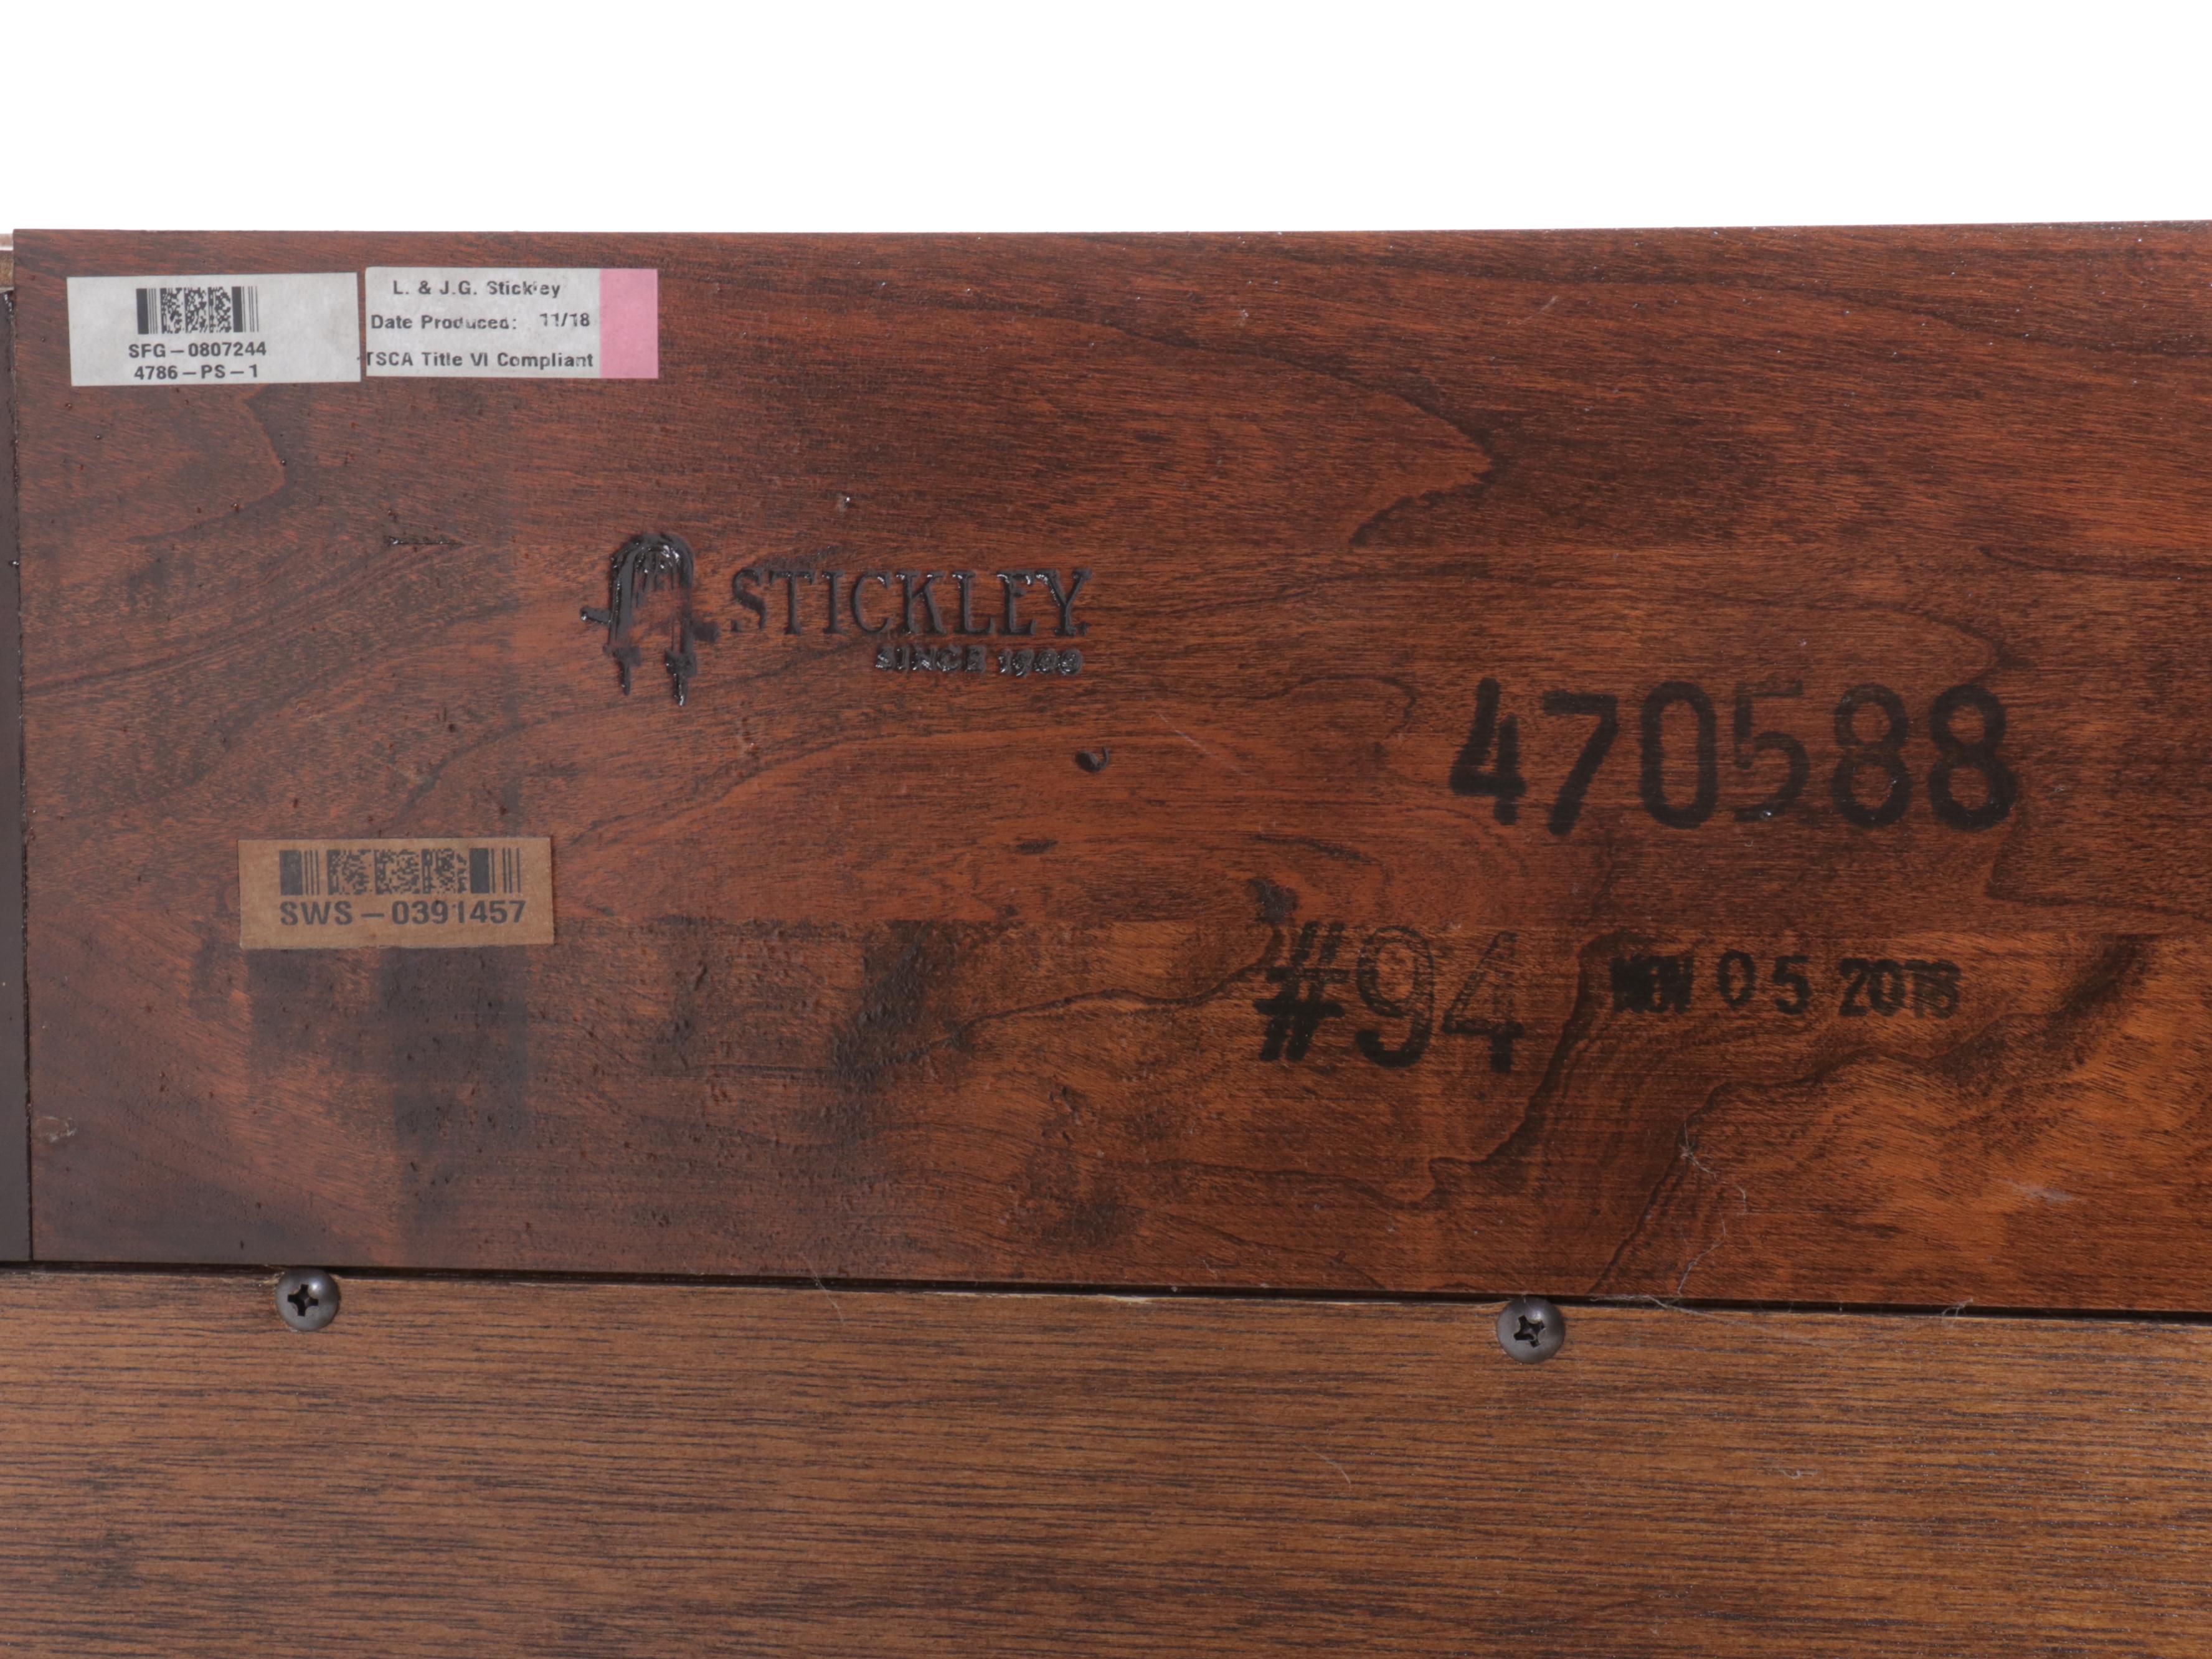 SFG-0807244
4786-PS-1
L. & J.G. Stickley
Date Produced: 11/18
TSCA Title VI Compliant
STICKLEY
SINCE 1900
470588
SWS-0391457
#94
NOV 05 2018